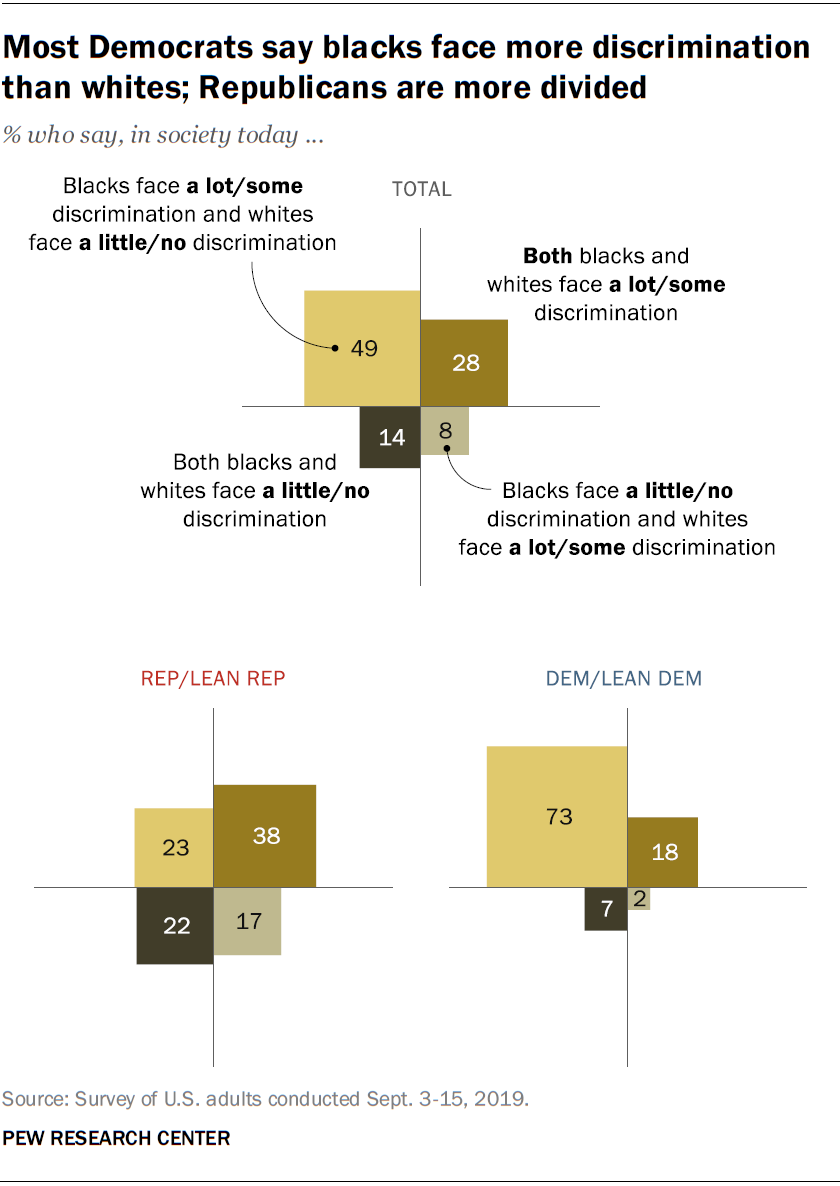 Most Democrats say blacks face more discrimination
than whites; Republicans are more divided
% who say, in society today ...
TOTAL
Blacks face a lot/some
discrimination and whites
face a little/no discrimination
Both blacks and
whites face a lot/some
discrimination
49
28
14
8
Both blacks and
whites face a little/no
discrimination
Blacks face a little/no
discrimination and whites
face a lot/some discrimination
REP/LEAN REP
23
38
22
17
DEM/LEAN DEM
73
18
7
2
Source: Survey of U.S. adults conducted Sept. 3-15, 2019.
PEW RESEARCH CENTER